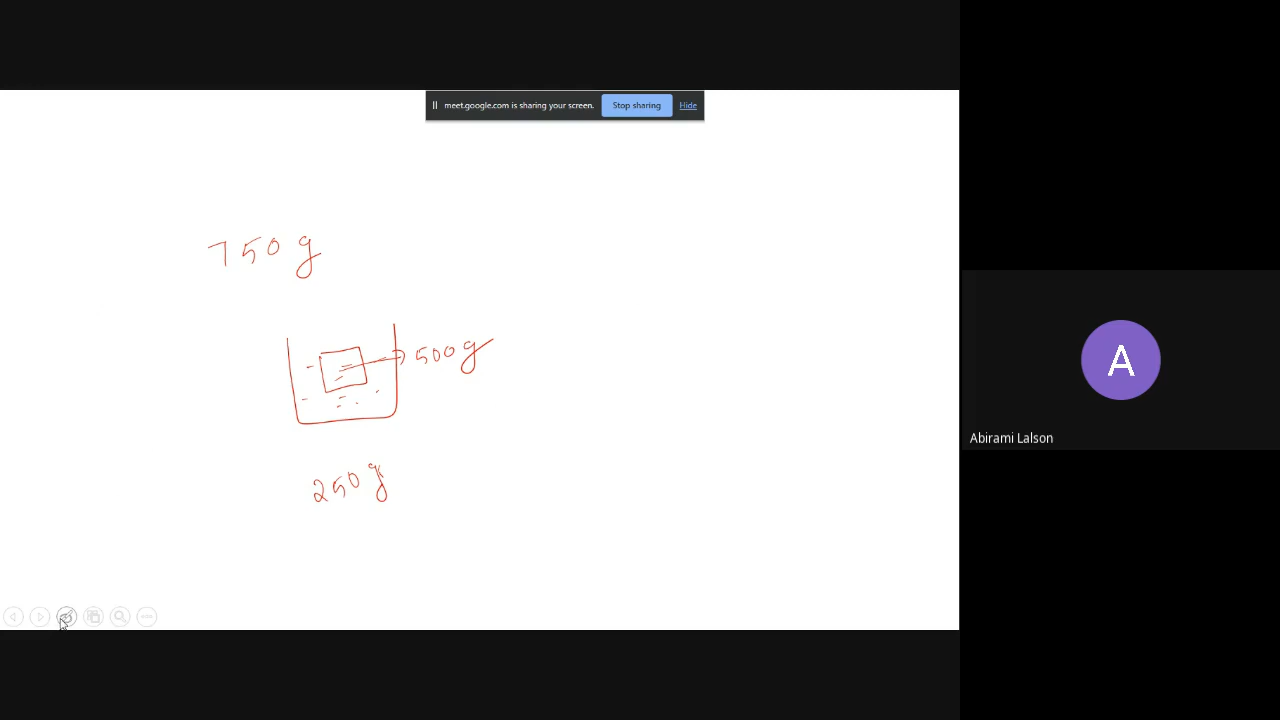 meet.google.com is sharing your screen. Stop sharing Hide
750 g
500 g
A
Abirami Lalson
250 g